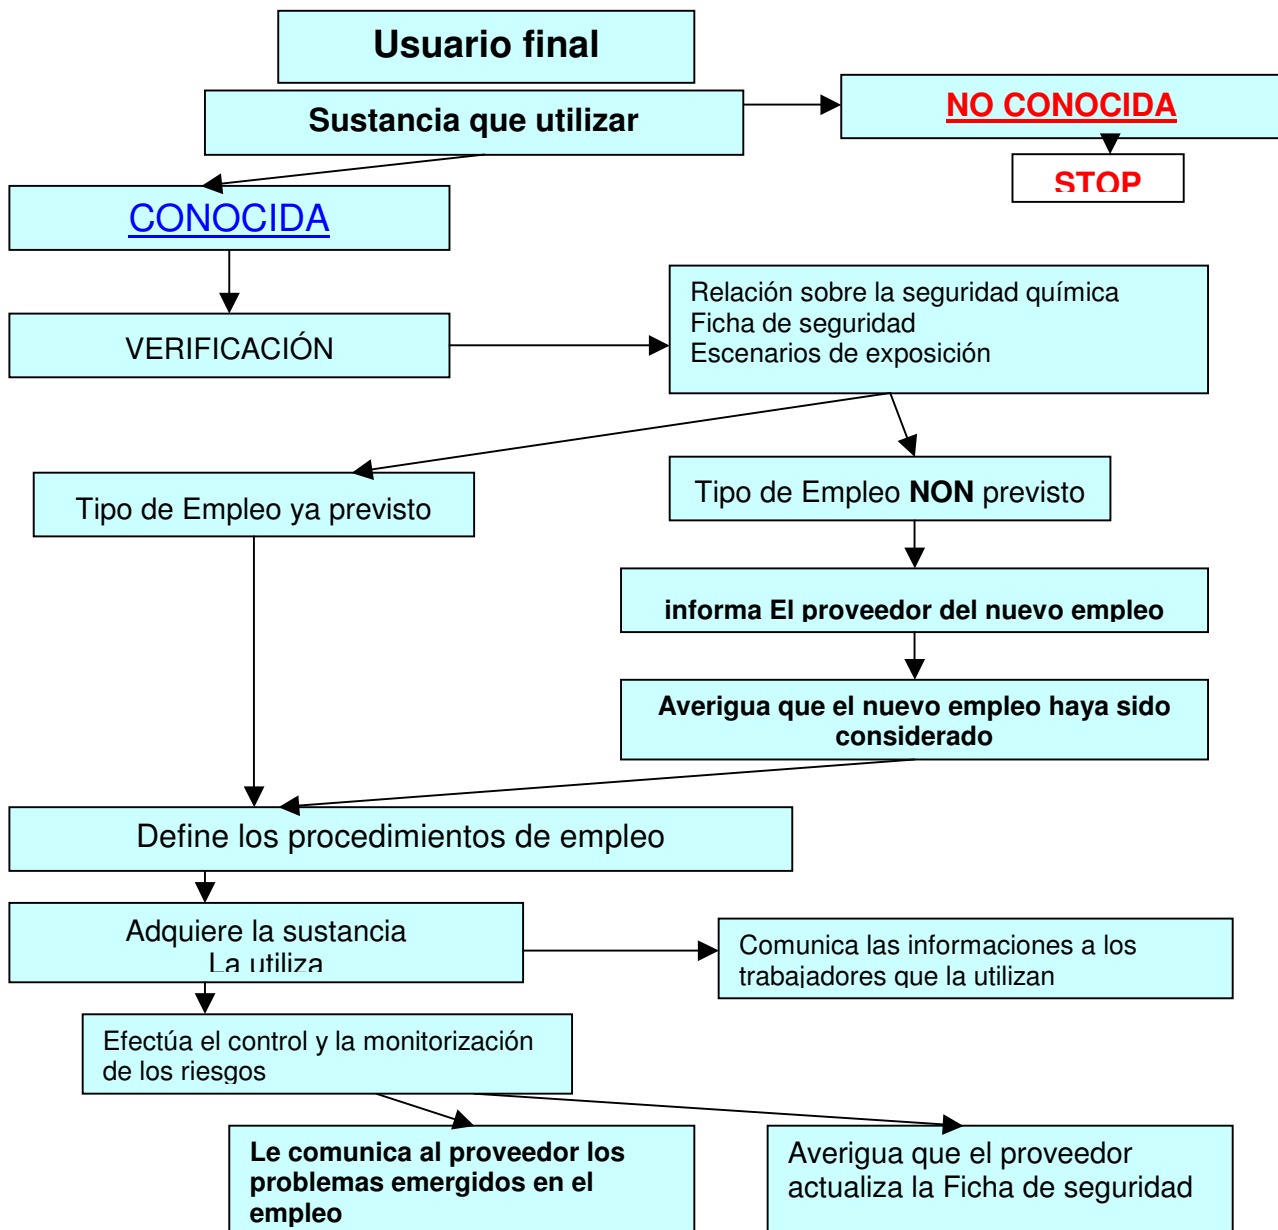 Usuario final
Sustancia que utilizar
NO CONOCIDA
STOP
CONOCIDA
VERIFICACIÓN
Relación sobre la seguridad química
Ficha de seguridad
Escenarios de exposición
Tipo de Empleo ya previsto
Tipo de Empleo NON previsto
informa El proveedor del nuevo empleo
Averigua que el nuevo empleo haya sido
considerado
Define los procedimientos de empleo
Adquiere la sustancia
La utiliza
Comunica las informaciones a los
trabajadores que la utilizan
Efectúa el control y la monitorización
de los riesgos
Le comunica al proveedor los
problemas emergidos en el
empleo
Averigua que el proveedor
actualiza la Ficha de seguridad